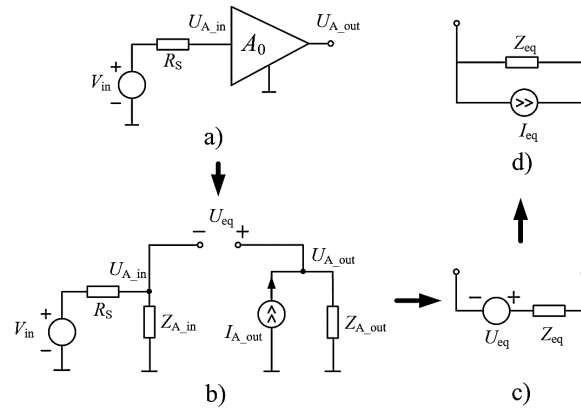 U_A_in
A_0
U_A_out
R_S
+
V_in
−
a)
Z_eq
>>
I_eq
d)
− U_eq +
U_A_in
U_A_out
R_S
+
V_in
−
Z_A_in
I_A_out
Z_A_out
b)
− +
U_eq
Z_eq
c)